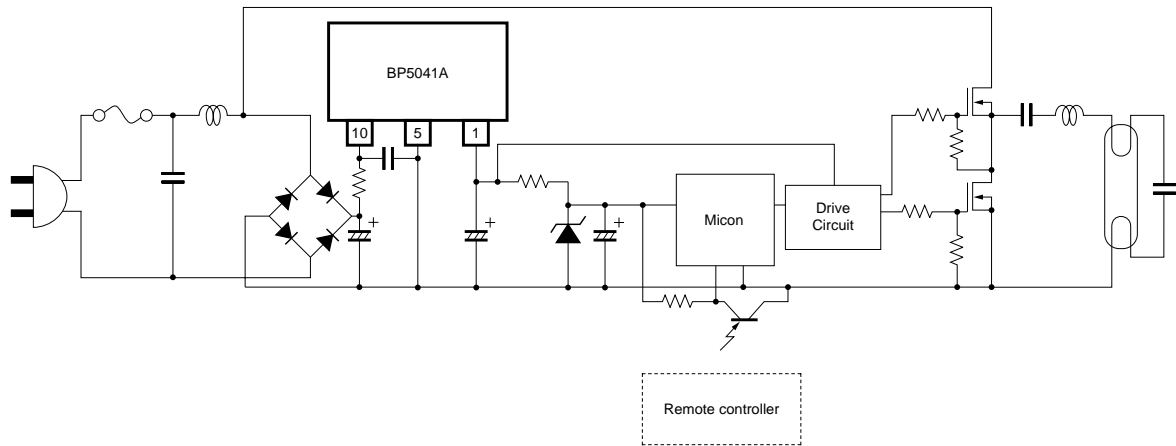 BP5041A
10
5
1
+
+
+
Micon
Drive
Circuit
Remote controller